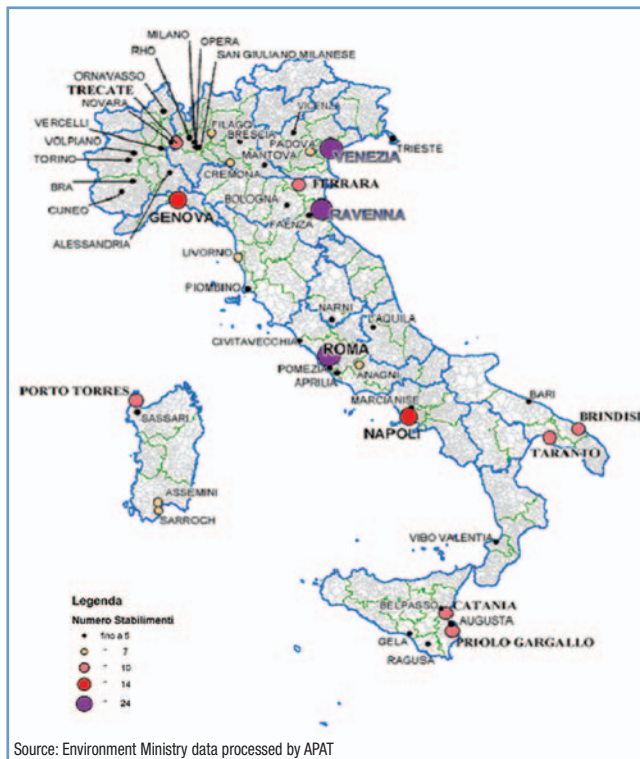 MILANO
OPERA
RHO
SAN GIULIANO MILANESE
ORNAVASSO
TRECATE
NOVARA
FILAGO
VICENZA
BRESCIA
VERCELLI
PADOVA
VENEZIA
TRIESTE
VOLPIANO
MANTOVA
TORINO
CREMONA
FERRARA
BRA
BOLOGNA
CUNEO
GENOVA
RAVENNA
FAENZA
ALESSANDRIA
LIVORNO
PIOMBINO
NARNI
L'AQUILA
CIVITAVECCHIA
ROMA
POMEZIA
ANAGNI
APRILIA
PORTO TORRES
MARCIANISE
BARI
SASSARI
BRINDISI
NAPOLI
TARANTO
ASSEMINI
SARROCH
VIBO VALENTIA
Legenda
BELPASSO
CATANIA
Numero Stabilimenti
AUGUSTA
fino a 5
GELA
PRIOLO GARGALLO
" 7
RAGUSA
" 10
" 14
" 24
Source: Environment Ministry data processed by APAT